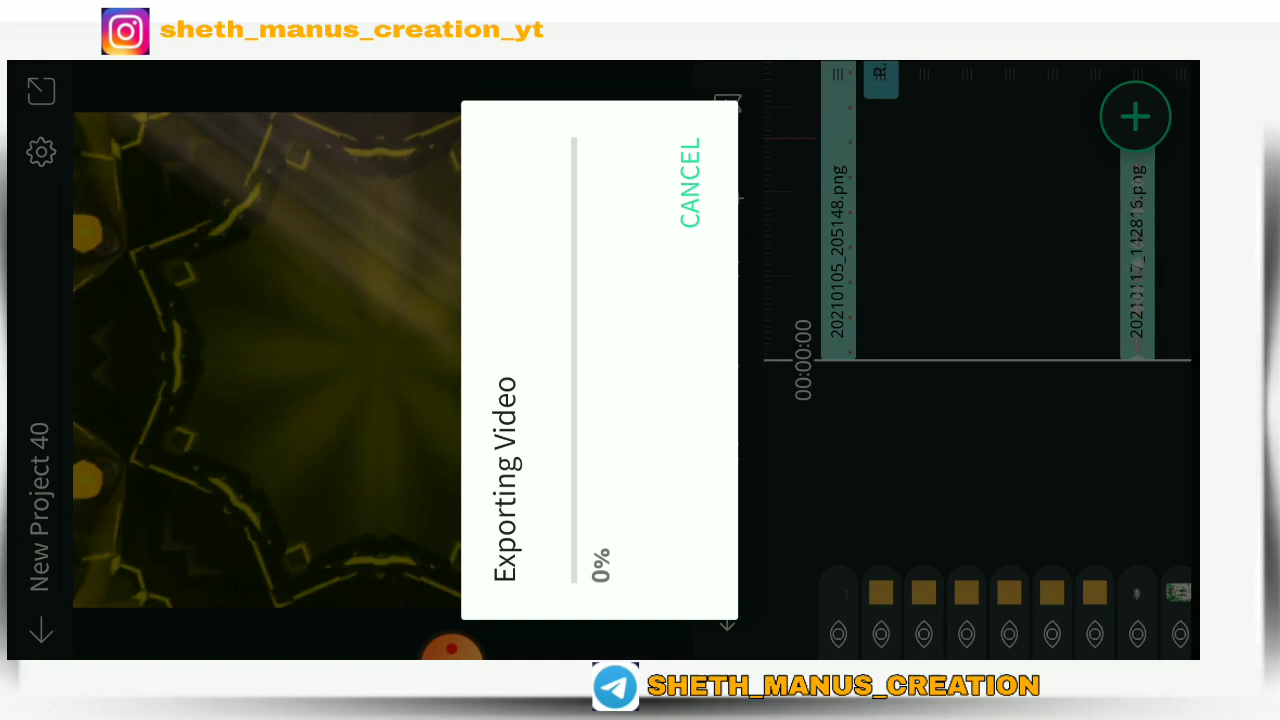 sheth_manus_creation_yt
New Project 40
Exporting Video
0%
CANCEL
00:00:00
20210105_205148.png
R.
SHETH_MANUS_CREATION